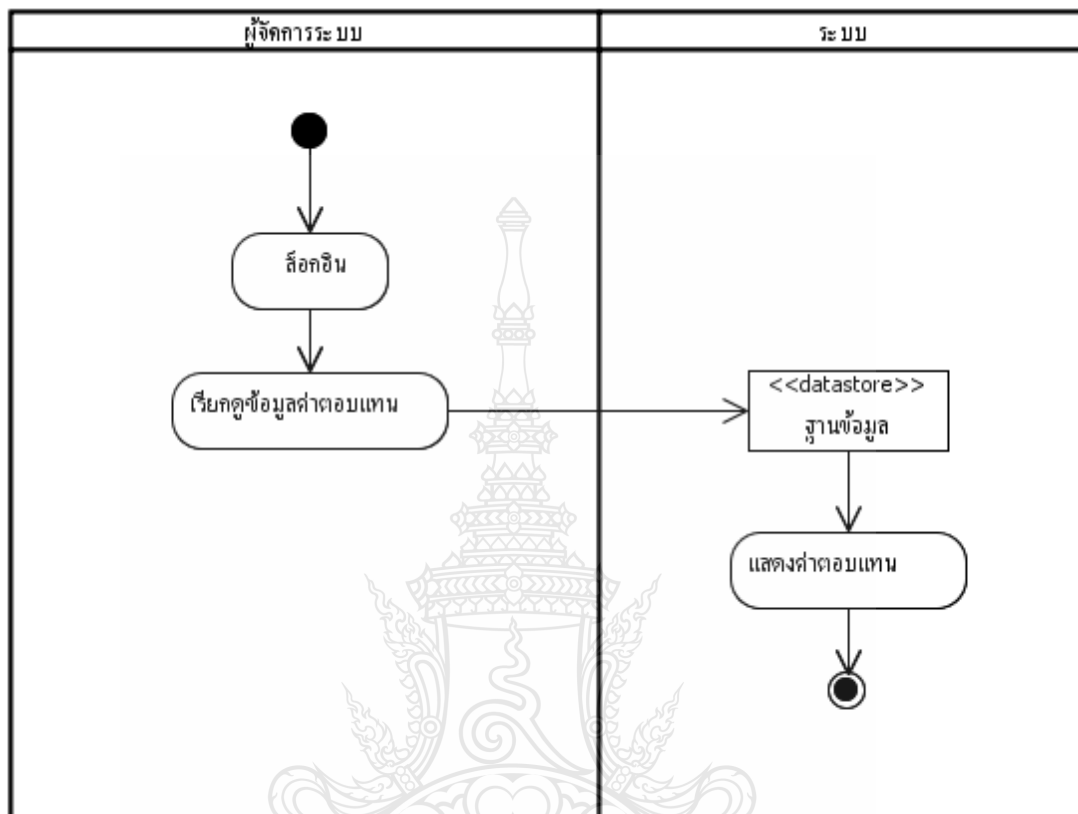 ผู้จัดการระบบ
ระบบ
ล็อกอิน
เรียกดูข้อมูลค่าตอบแทน
<<datastore>>
ฐานข้อมูล
แสดงค่าตอบแทน